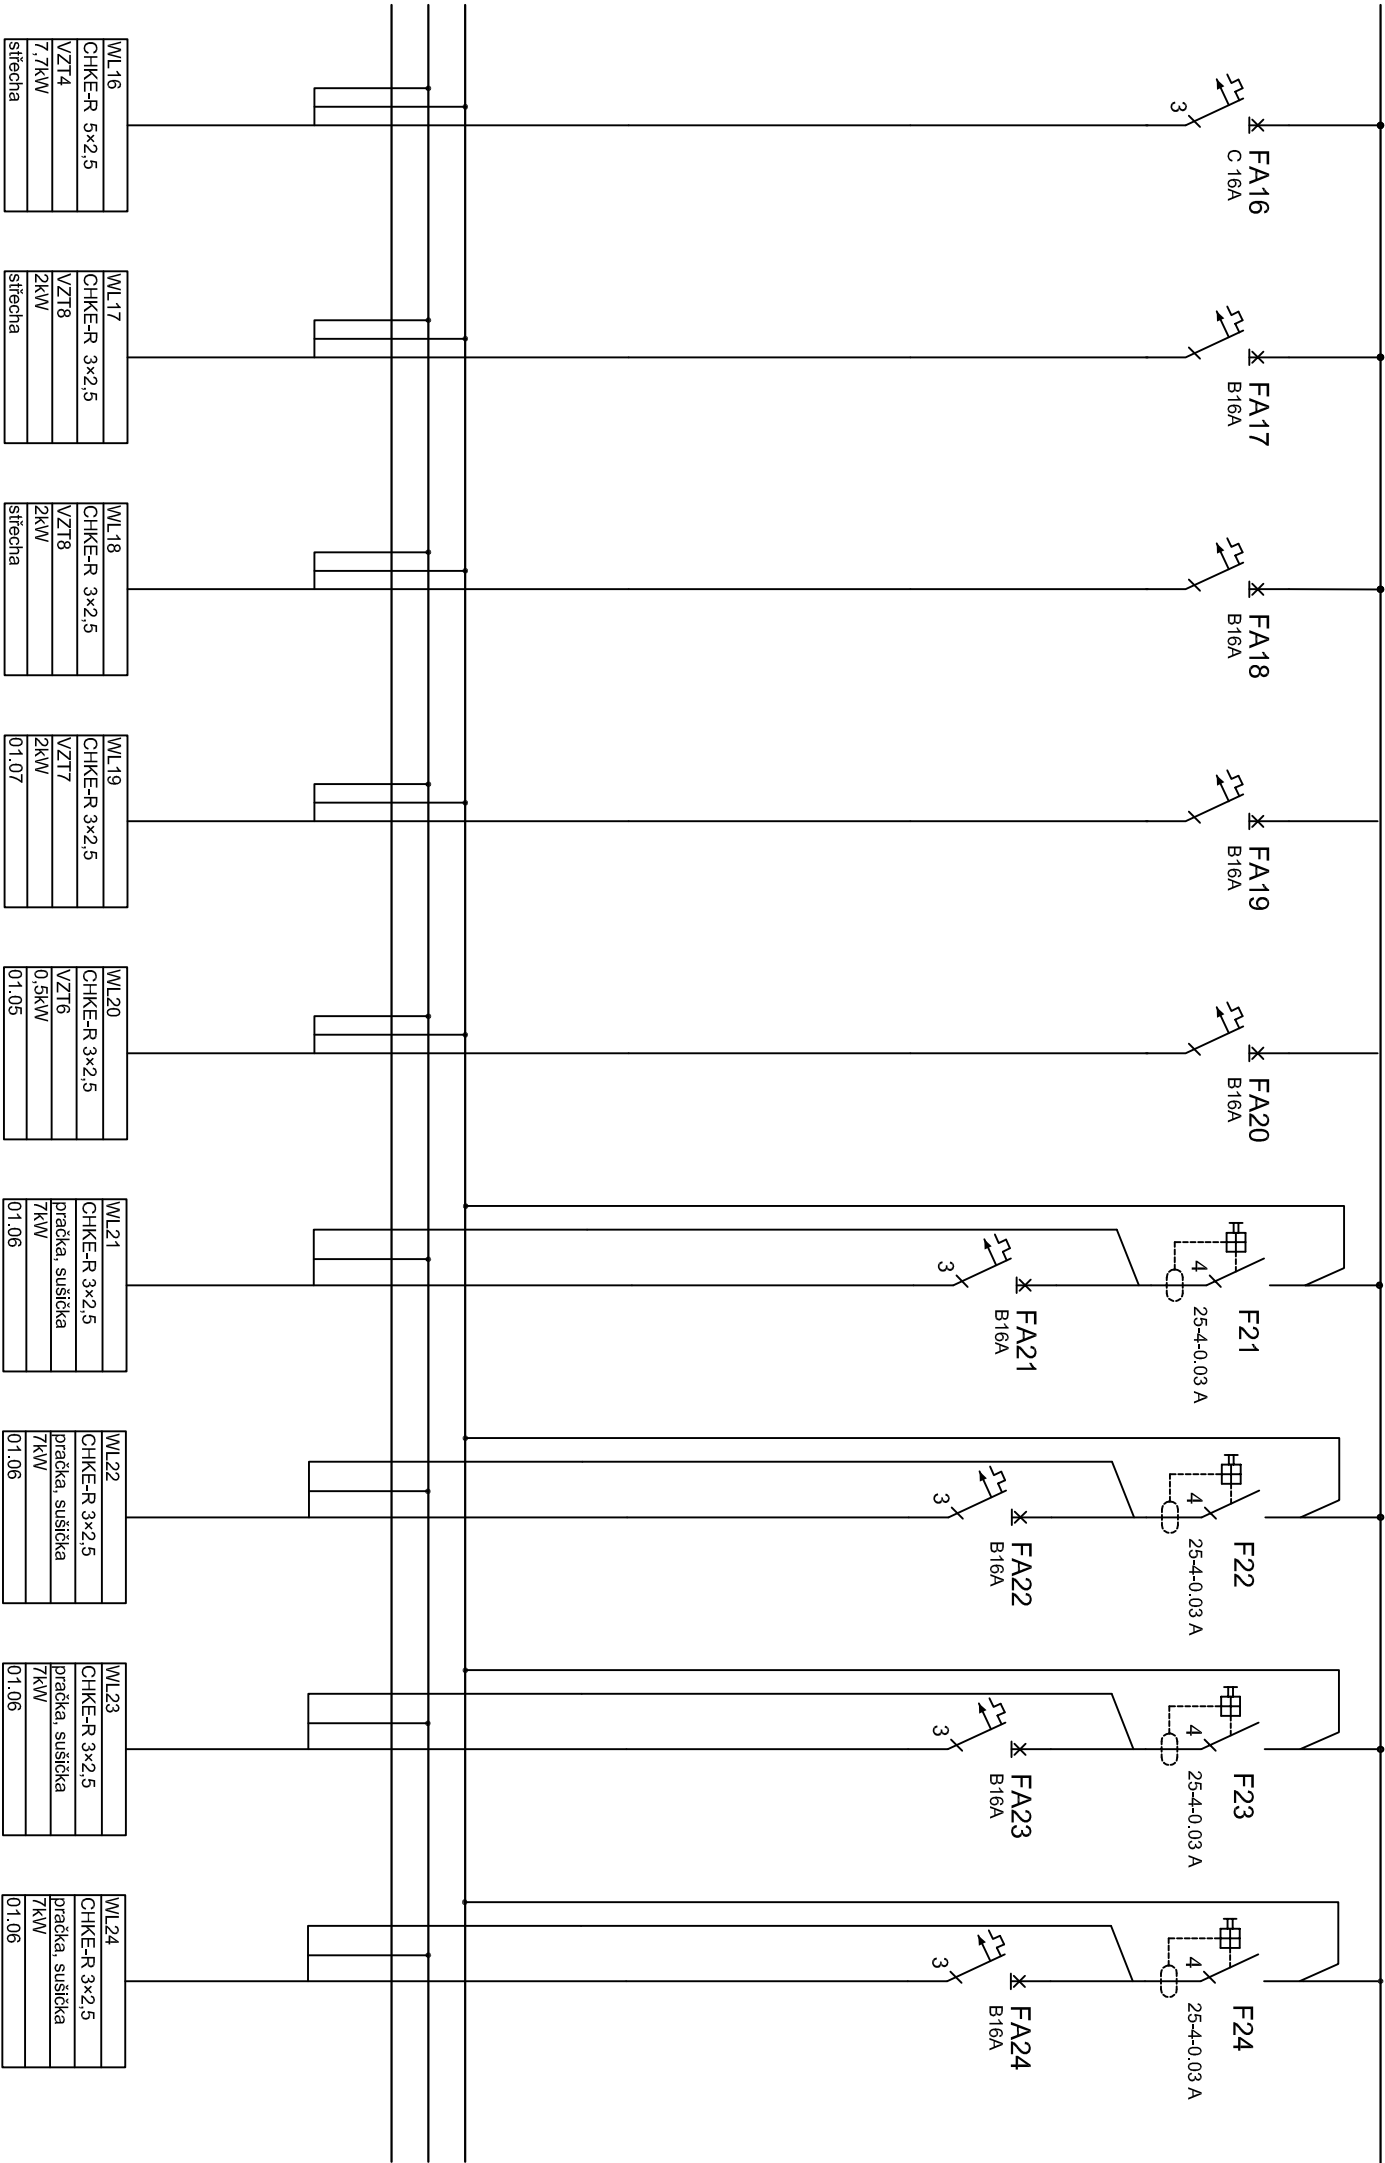 FA16
C 16A
3
FA17
B16A
FA18
B16A
FA19
B16A
FA20
B16A
F21
25-4-0.03 A
4
FA21
B16A
3
F22
25-4-0.03 A
4
FA22
B16A
3
F23
25-4-0.03 A
4
FA23
B16A
3
F24
25-4-0.03 A
4
FA24
B16A
3
WL16
CHKE-R 5×2,5
VZT4
7,7kW
střecha
WL17
CHKE-R 3×2,5
VZT8
2kW
střecha
WL18
CHKE-R 3×2,5
VZT8
2kW
střecha
WL19
CHKE-R 3×2,5
VZT7
2kW
01.07
WL20
CHKE-R 3×2,5
VZT6
0,5kW
01.05
WL21
CHKE-R 3×2,5
pračka, sušička
7kW
01.06
WL22
CHKE-R 3×2,5
pračka, sušička
7kW
01.06
WL23
CHKE-R 3×2,5
pračka, sušička
7kW
01.06
WL24
CHKE-R 3×2,5
pračka, sušička
7kW
01.06